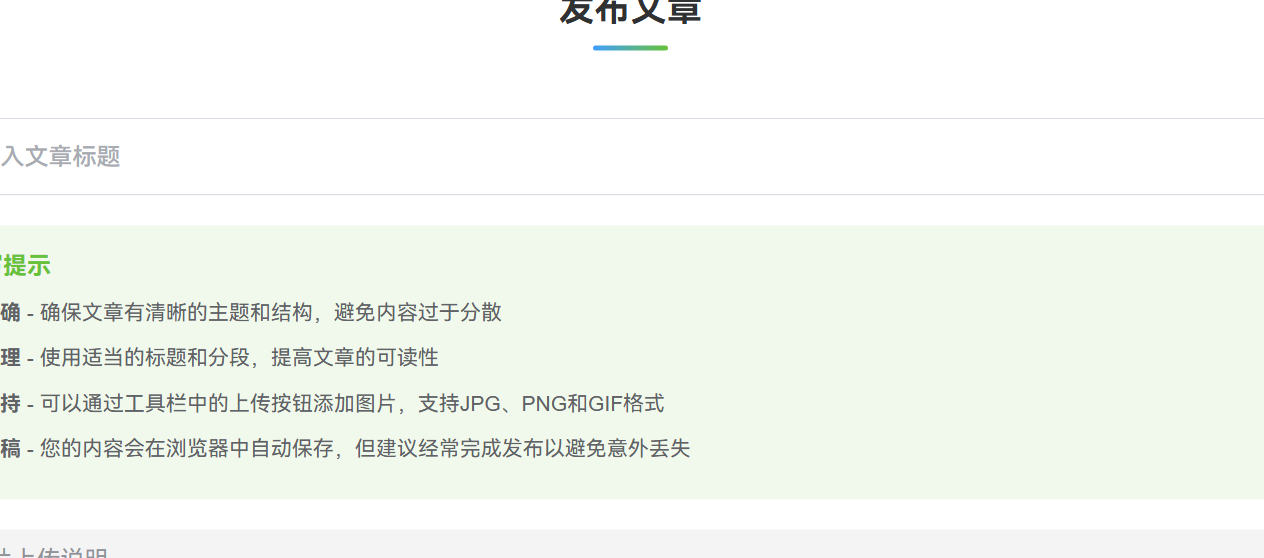 发布文章
入文章标题
提示
确 - 确保文章有清晰的主题和结构，避免内容过于分散
理 - 使用适当的标题和分段，提高文章的可读性
持 - 可以通过工具栏中的上传按钮添加图片，支持JPG、PNG和GIF格式
稿 - 您的内容会在浏览器中自动保存，但建议经常完成发布以避免意外丢失
上传说明